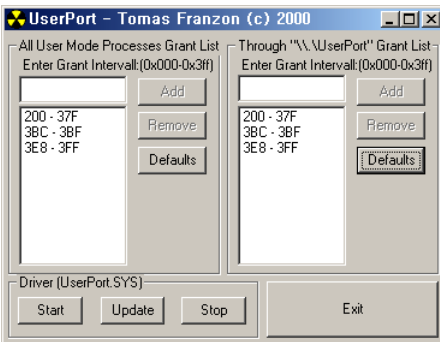 UserPort - Tomas Franzon (c) 2000
All User Mode Processes Grant List
Enter Grant Intervall:(0x000-0x3ff)
Add
200 - 37F
3BC - 3BF
3E8 - 3FF
Remove
Defaults
Through "\\.\UserPort" Grant List
Enter Grant Intervall:(0x000-0x3ff)
Add
200 - 37F
3BC - 3BF
3E8 - 3FF
Remove
Defaults
Driver (UserPort.SYS)
Start
Update
Stop
Exit